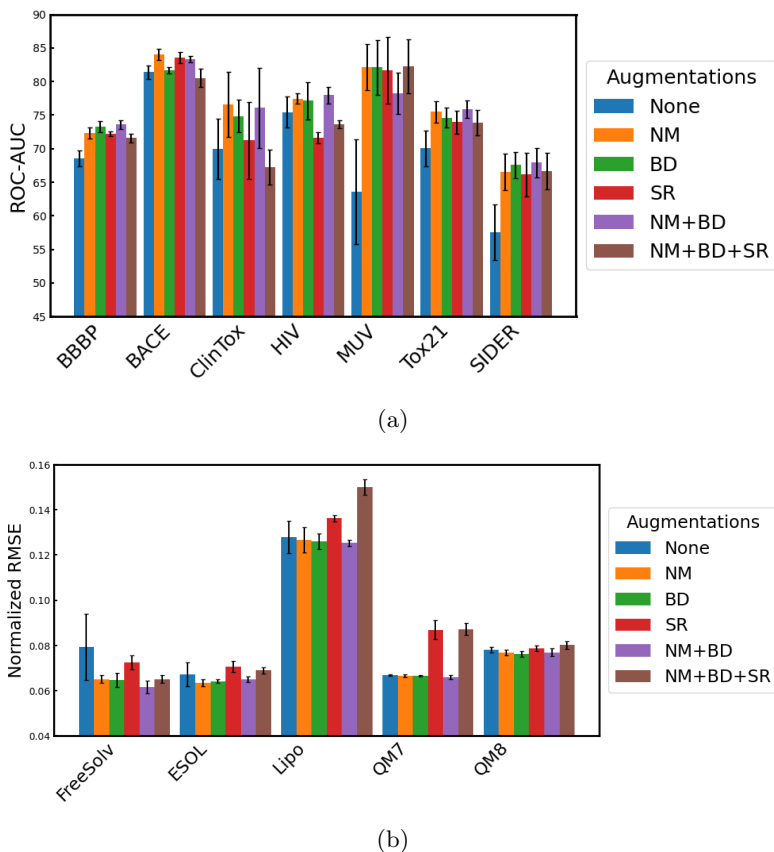 90
85
80
75
70
65
60
55
50
45
ROC-AUC
BBBP
BACE
ClinTox
HIV
MUV
Tox21
SIDER
Augmentations
None
NM
BD
SR
NM+BD
NM+BD+SR
(a)
0.16
0.14
0.12
0.10
0.08
0.06
0.04
Normalized RMSE
FreeSolv
ESOL
Lipo
QM7
QM8
Augmentations
None
NM
BD
SR
NM+BD
NM+BD+SR
(b)